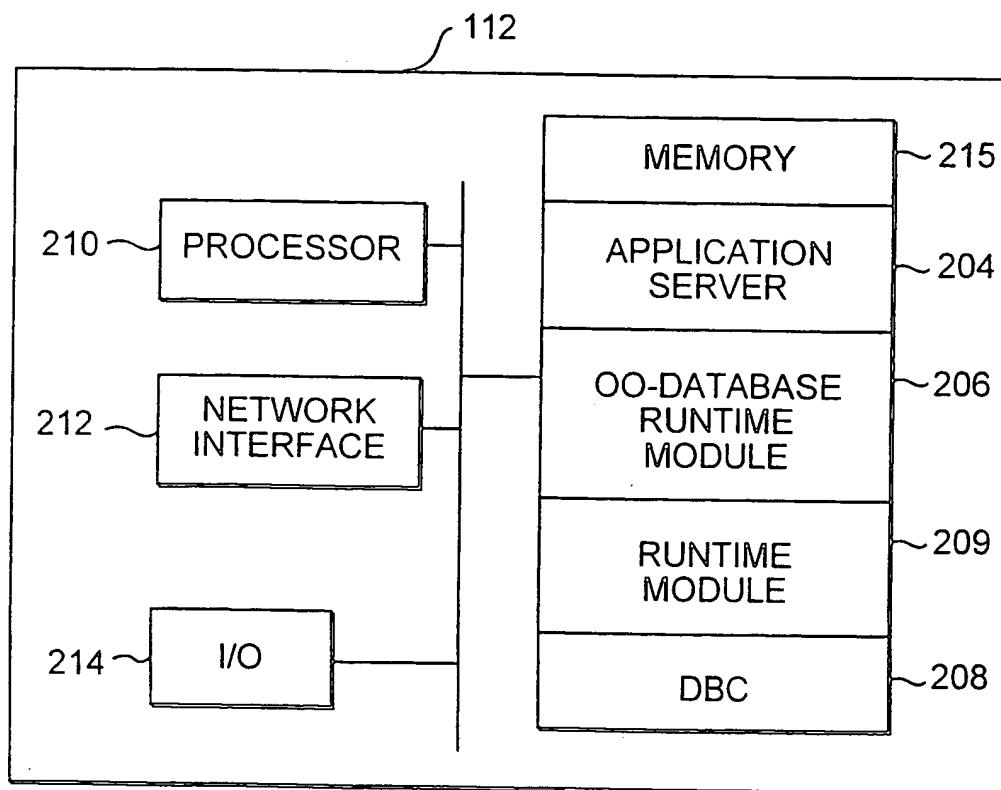 112
MEMORY
215
210
PROCESSOR
APPLICATION
SERVER
204
212
NETWORK
INTERFACE
OO-DATABASE
RUNTIME
MODULE
206
RUNTIME
MODULE
209
214
I/O
DBC
208